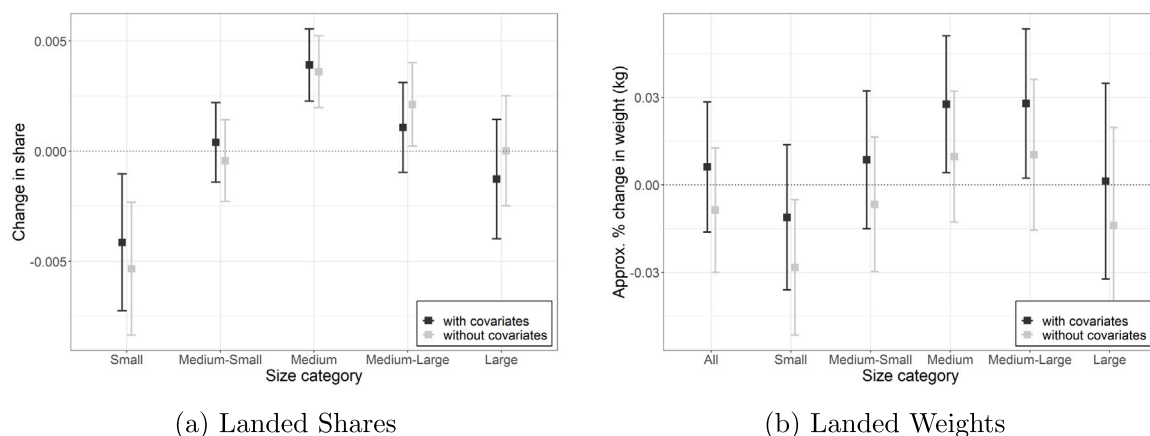 0.005
0.000
-0.005
Change in share
with covariates
without covariates
Small Medium-Small Medium Medium-Large Large
Size category
(a) Landed Shares
0.03
0.00
-0.03
Approx. % change in weight (kg)
with covariates
without covariates
All Small Medium-Small Medium Medium-Large Large
Size category
(b) Landed Weights